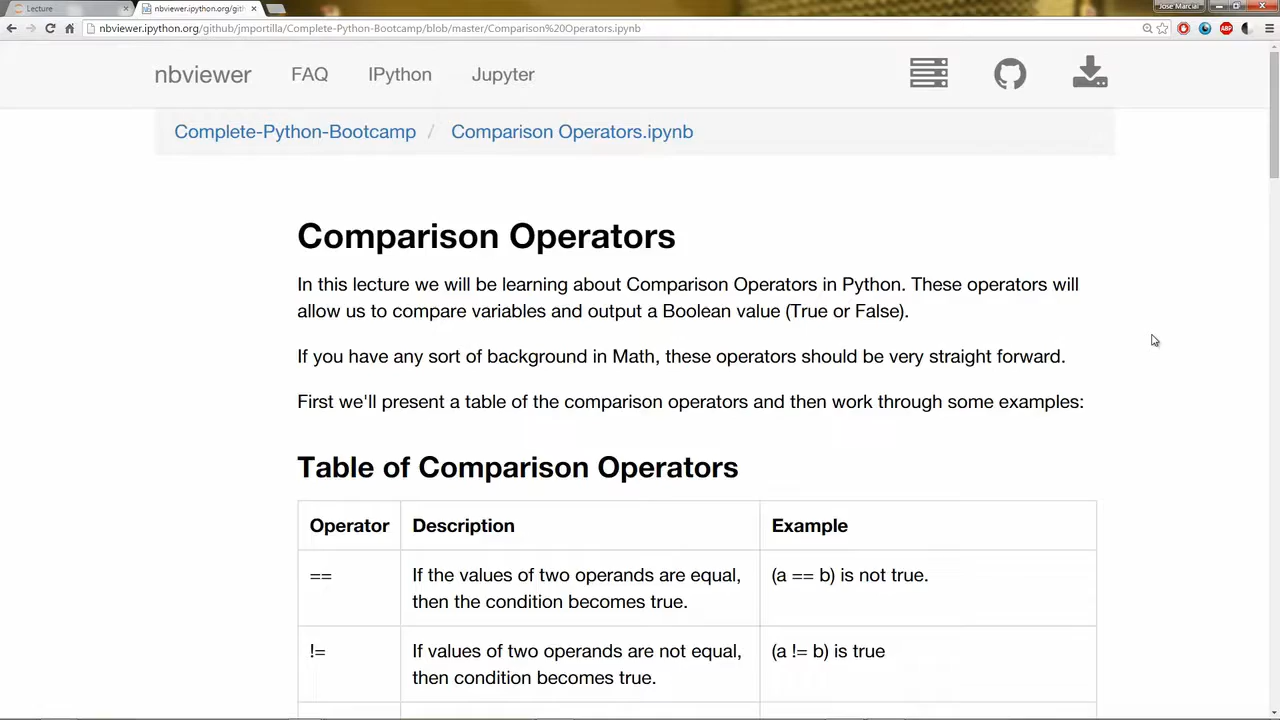 Lecture
nbviewer.ipython.org/gith
Jose Marcial
nbviewer.ipython.org/github/jmportilla/Complete-Python-Bootcamp/blob/master/Comparison%20Operators.ipynb
ABP
nbviewer FAQ IPython Jupyter
Complete-Python-Bootcamp / Comparison Operators.ipynb
Comparison Operators
In this lecture we will be learning about Comparison Operators in Python. These operators will
allow us to compare variables and output a Boolean value (True or False).
If you have any sort of background in Math, these operators should be very straight forward.
First we'll present a table of the comparison operators and then work through some examples:
Table of Comparison Operators
Operator Description Example
== If the values of two operands are equal, (a == b) is not true.
then the condition becomes true.
!= If values of two operands are not equal, (a != b) is true
then condition becomes true.